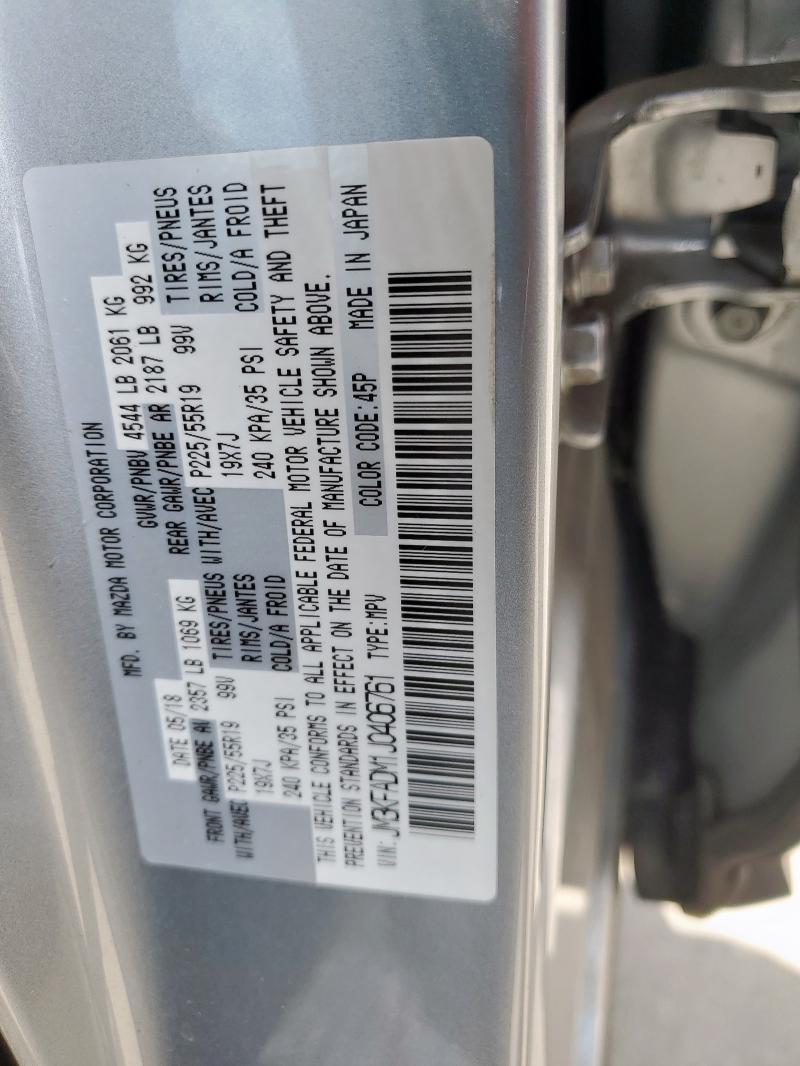 MFD. BY MAZDA MOTOR CORPORATION
DATE 05/18 GVWR/PNBV 4544 LB 2061 KG
FRONT GAWR/PNBE AV 2357 LB 1069 KG REAR GAWR/PNBE AR 2187 LB 992 KG
WITH/AVEC P225/55R19 99V TIRES/PNEUS WITH/AVEC P225/55R19 99V TIRES/PNEUS
19X7J RIMS/JANTES 19X7J RIMS/JANTES
240 KPA/35 PSI COLD/A FROID 240 KPA/35 PSI COLD/A FROID
THIS VEHICLE CONFORMS TO ALL APPLICABLE FEDERAL MOTOR VEHICLE SAFETY AND THEFT
PREVENTION STANDARDS IN EFFECT ON THE DATE OF MANUFACTURE SHOWN ABOVE.
VIN: JM3KFADM1J0406761 TYPE:MPV COLOR CODE:45P MADE IN JAPAN